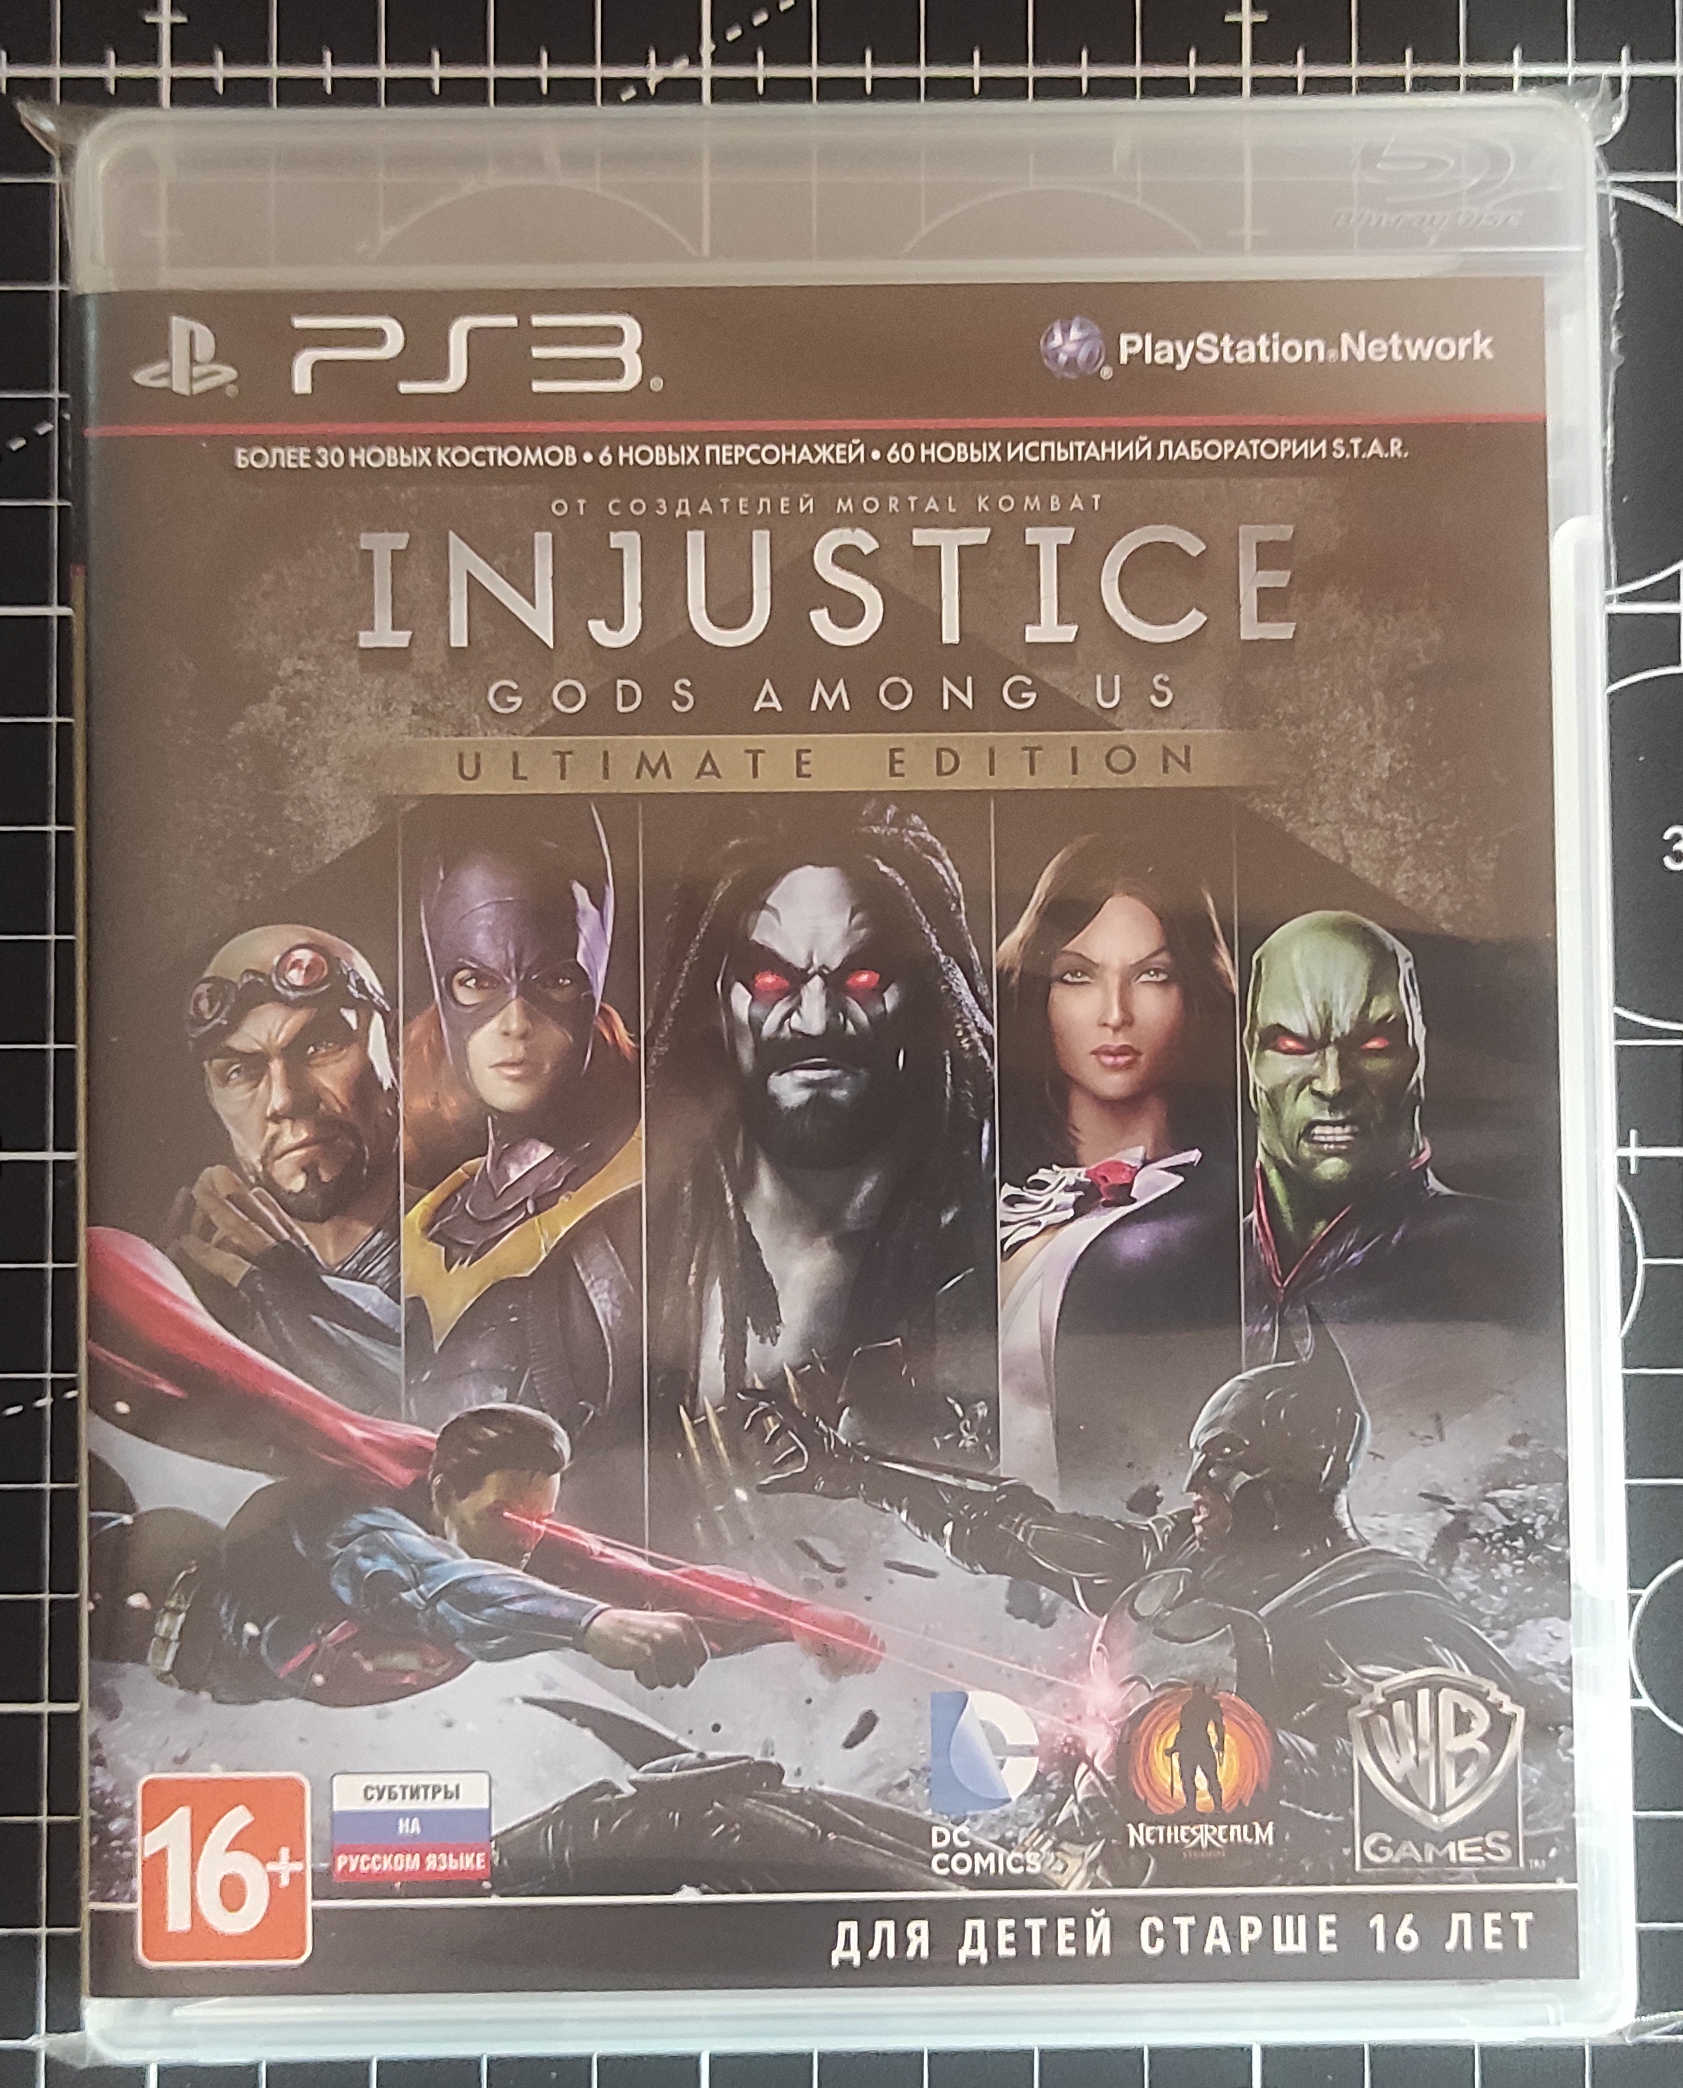 PS3
PlayStation®Network
БОЛЕЕ 30 НОВЫХ КОСТЮМОВ • 6 НОВЫХ ПЕРСОНАЖЕЙ • 60 НОВЫХ ИСПЫТАНИЙ ЛАБОРАТОРИИ S.T.A.R.
ОТ СОЗДАТЕЛЕЙ MORTAL KOMBAT
INJUSTICE
GODS AMONG US
ULTIMATE EDITION
16+
СУБТИТРЫ
НА
РУССКОМ ЯЗЫКЕ
DC
COMICS
NETHERREALM
STUDIOS
WB
GAMES
ДЛЯ ДЕТЕЙ СТАРШЕ 16 ЛЕТ
3